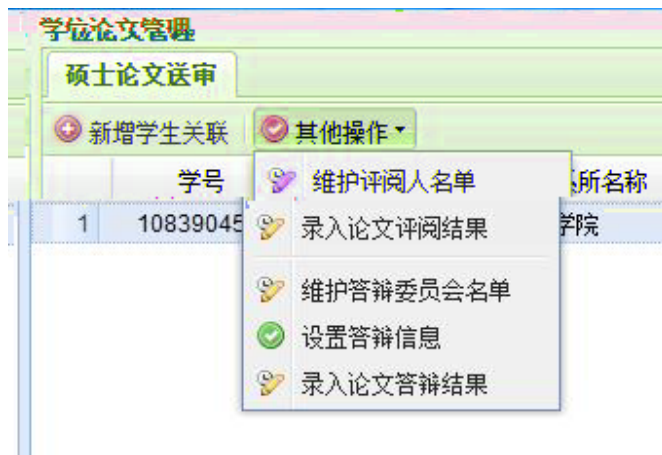 学位论文管理
硕士论文送审
新增学生关联 其他操作
学号 所名称
1 10839045 学院
维护评阅人名单
录入论文评阅结果
维护答辩委员会名单
设置答辩信息
录入论文答辩结果